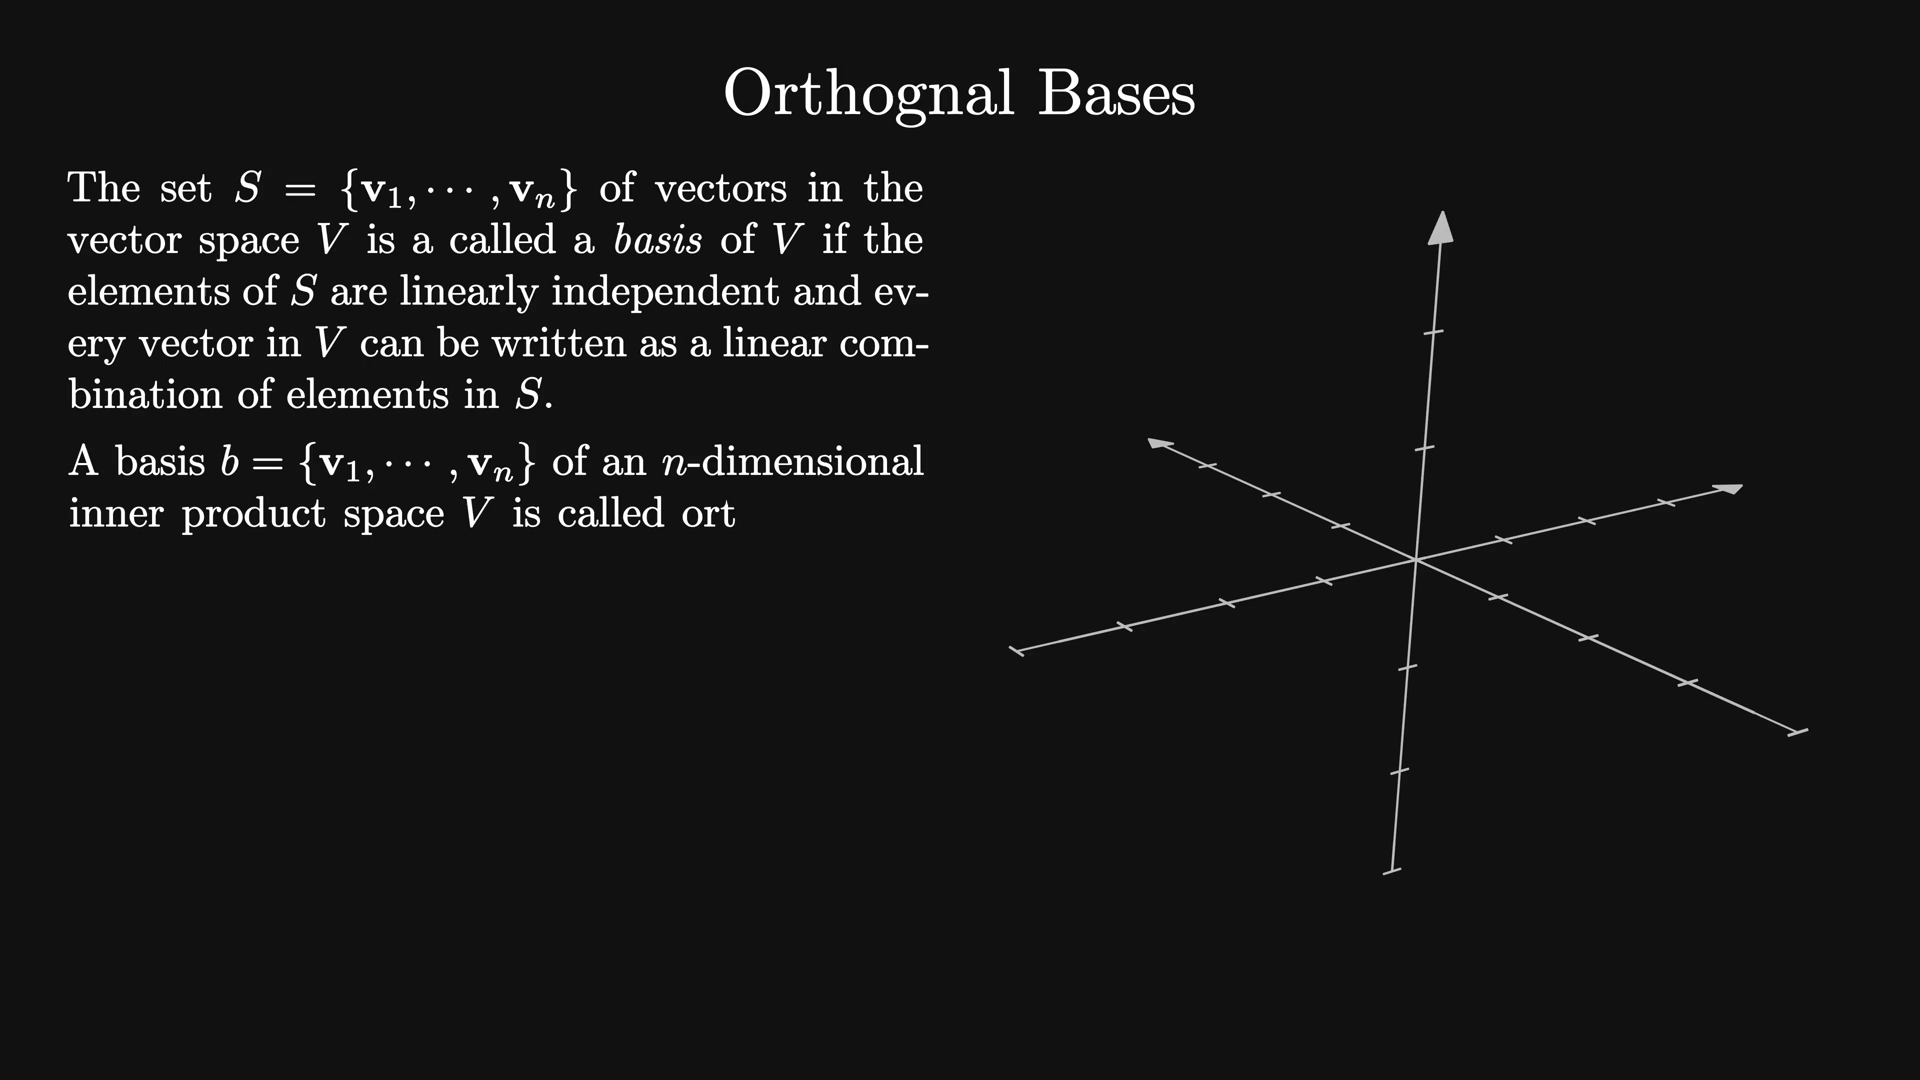 Orthognal Bases
The set S = {v₁, ⋯ , vₙ} of vectors in the
vector space V is a called a basis of V if the
elements of S are linearly independent and ev-
ery vector in V can be written as a linear com-
bination of elements in S.
A basis b = {v₁, ⋯ , vₙ} of an n-dimensional
inner product space V is called ort